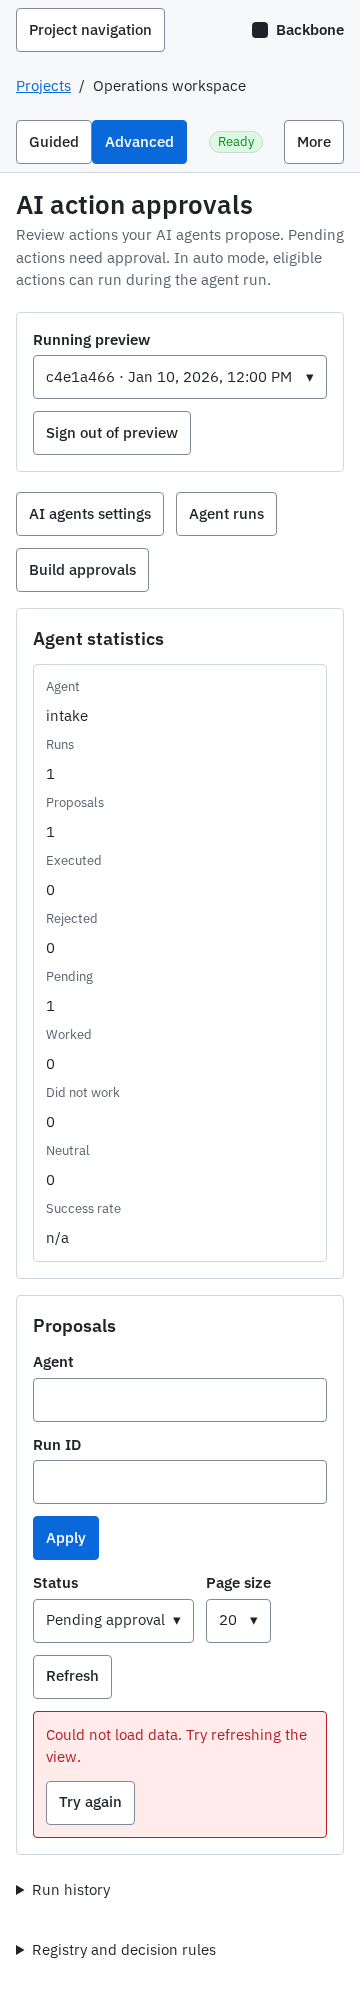 Project navigation
Backbone
Projects / Operations workspace
Guided
Advanced
Ready
More
AI action approvals
Review actions your AI agents propose. Pending
actions need approval. In auto mode, eligible
actions can run during the agent run.
Running preview
c4e1a466 · Jan 10, 2026, 12:00 PM
Sign out of preview
AI agents settings
Agent runs
Build approvals
Agent statistics
Agent
intake
Runs
1
Proposals
1
Executed
0
Rejected
0
Pending
1
Worked
0
Did not work
0
Neutral
0
Success rate
n/a
Proposals
Agent
Run ID
Apply
Status
Page size
Pending approval
20
Refresh
Could not load data. Try refreshing the
view.
Try again
Run history
Registry and decision rules